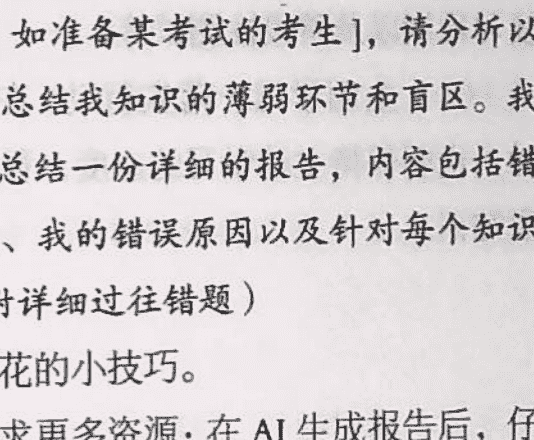 如准备某考试的考生］，请分析以
总结我知识的薄弱环节和盲区。我
总结一份详细的报告，内容包括错
、我的错误原因以及针对每个知识
详细过往错题）
花的小技巧。
求更多资源：在 AI 生成报告后，仔